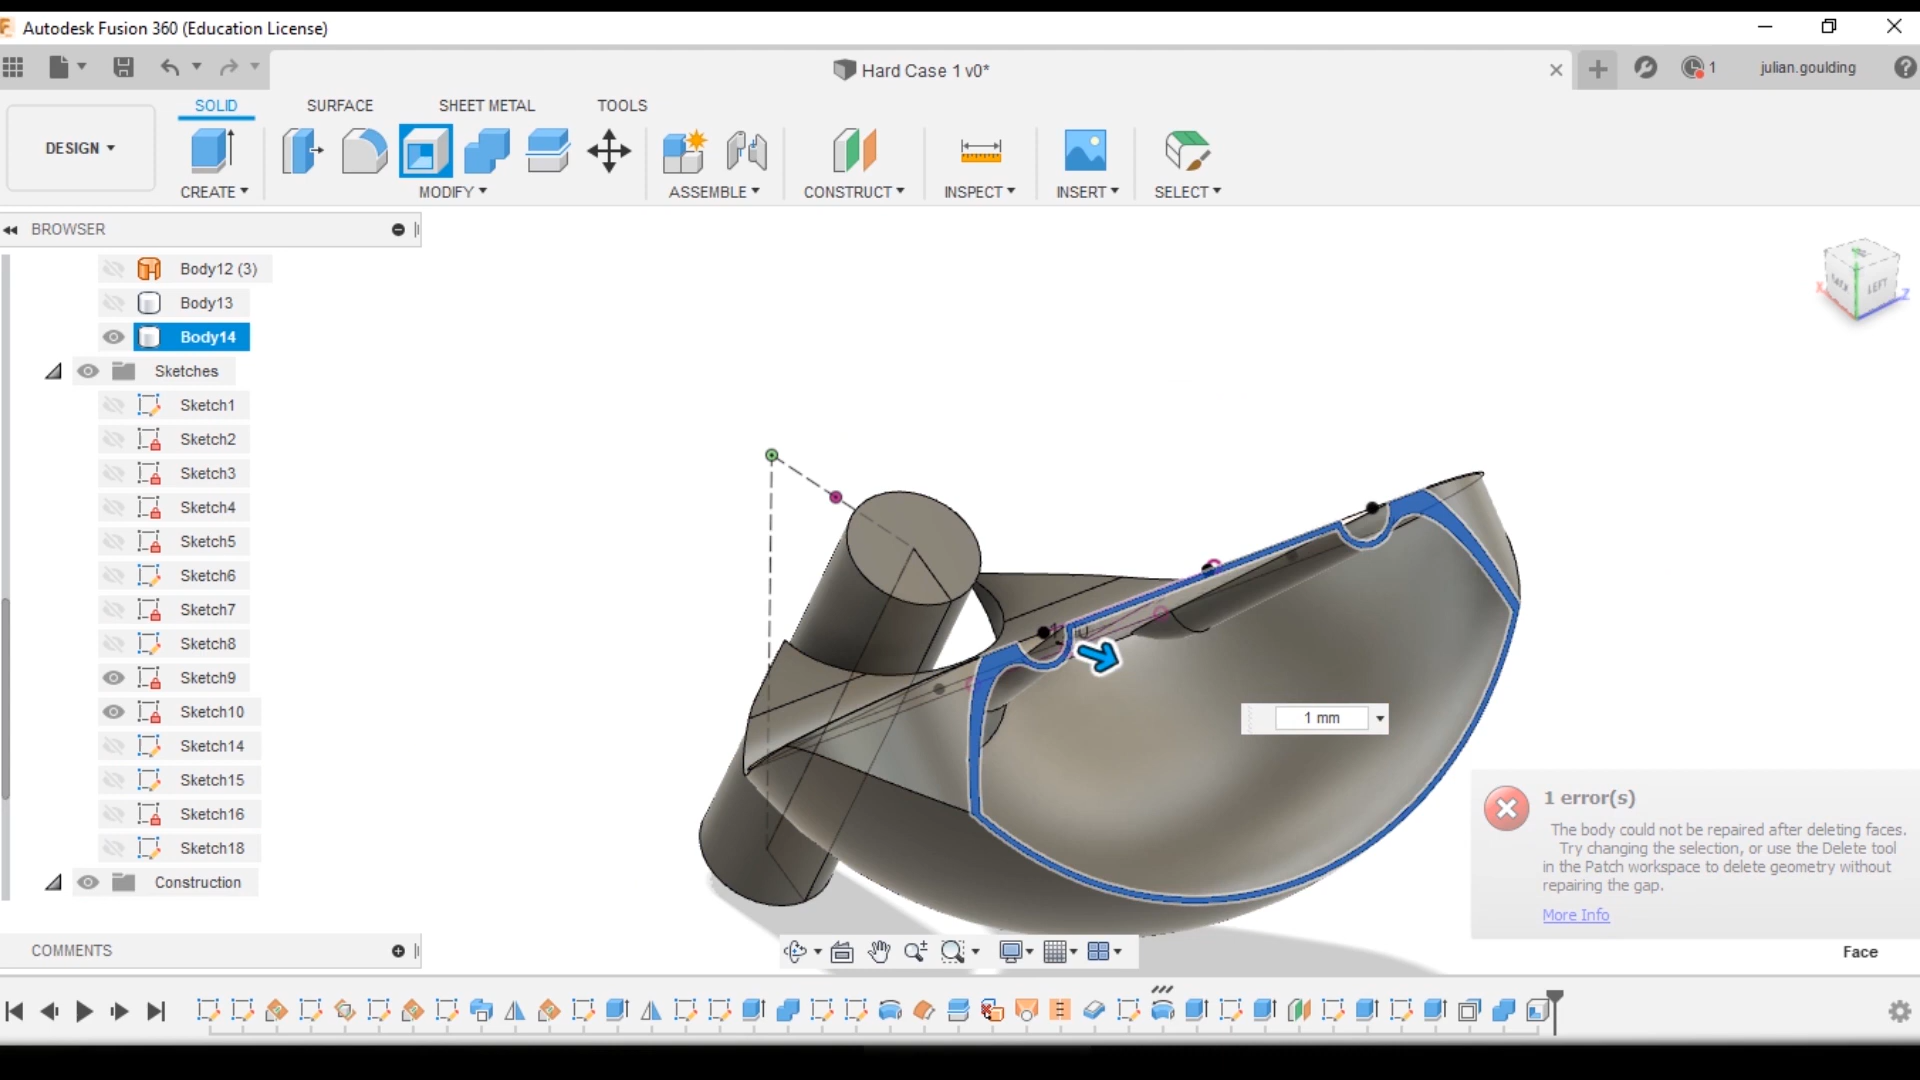 Autodesk Fusion 360 (Education License)
Hard Case 1 v0*
1
julian.goulding
SOLID
SURFACE
SHEET METAL
TOOLS
DESIGN
CREATE
MODIFY
ASSEMBLE
CONSTRUCT
INSPECT
INSERT
SELECT
BROWSER
Body12 (3)
Body13
Body14
Sketches
Sketch1
Sketch2
Sketch3
Sketch4
Sketch5
Sketch6
Sketch7
Sketch8
Sketch9
Sketch10
Sketch14
Sketch15
Sketch16
Sketch18
Construction
LEFT
X
Z
1 mm
1 error(s)
The body could not be repaired after deleting faces.
Try changing the selection, or use the Delete tool
in the Patch workspace to delete geometry without
repairing the gap.
More Info
Face
COMMENTS